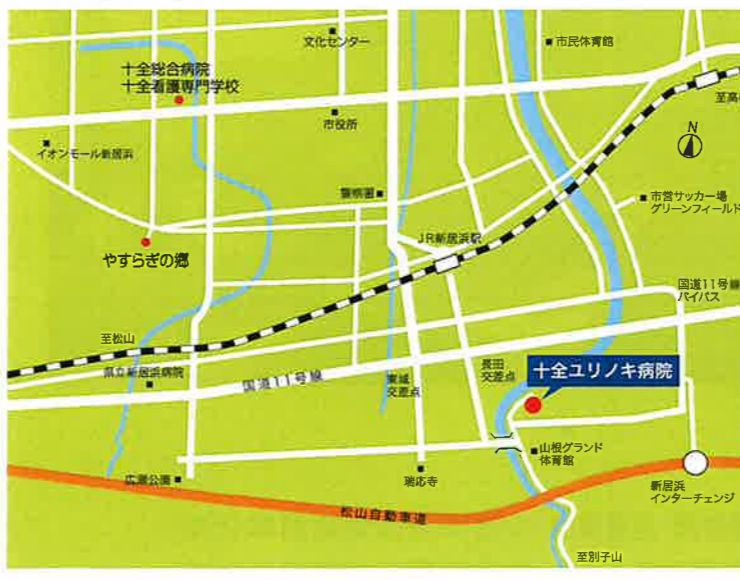 文化センター
市民体育館
十全総合病院
十全看護専門学校
至高
市役所
N
イオンモール新居浜
警察署
市営サッカー場
グリーンフィールド
JR新居浜駅
やすらぎの郷
国道11号線
バイパス
至松山
県立新居浜病院
国道11号線
東城
交差点
長田
交差点
十全ユリノキ病院
山根グランド
体育館
広瀬公園
瑞応寺
新居浜
インターチェンジ
松山自動車道
至別子山